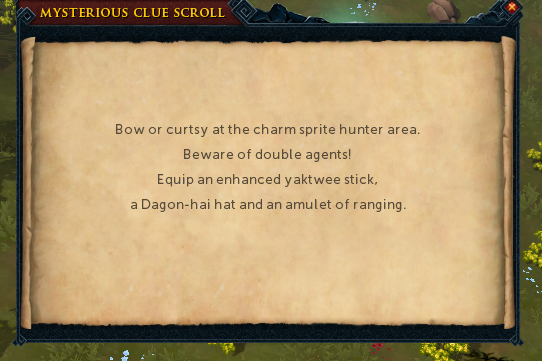 MYSTERIOUS CLUE SCROLL
Bow or curtsy at the charm sprite hunter area.
Beware of double agents!
Equip an enhanced yaktwee stick,
a Dagon-hai hat and an amulet of ranging.